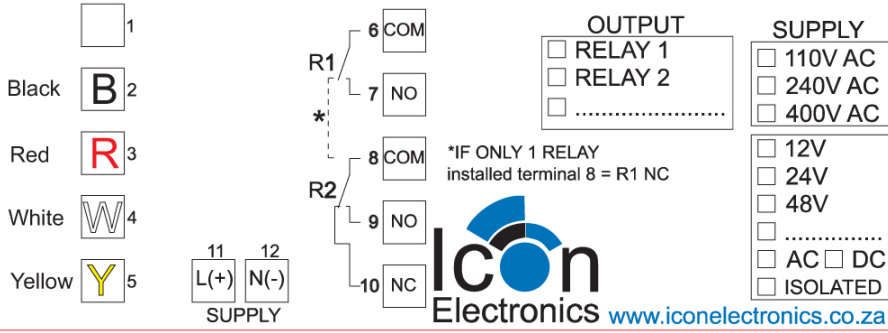 1
Black B 2
Red R 3
White W 4
Yellow Y 5
11 12
L(+) N(-)
SUPPLY
6 COM
R1
7 NO
*
8 COM
R2
9 NO
10 NC
OUTPUT
RELAY 1
RELAY 2
.......................
*IF ONLY 1 RELAY
installed terminal 8 = R1 NC
SUPPLY
110V AC
240V AC
400V AC
12V
24V
48V
...............
AC DC
ISOLATED
Icon
Electronics www.iconelectronics.co.za